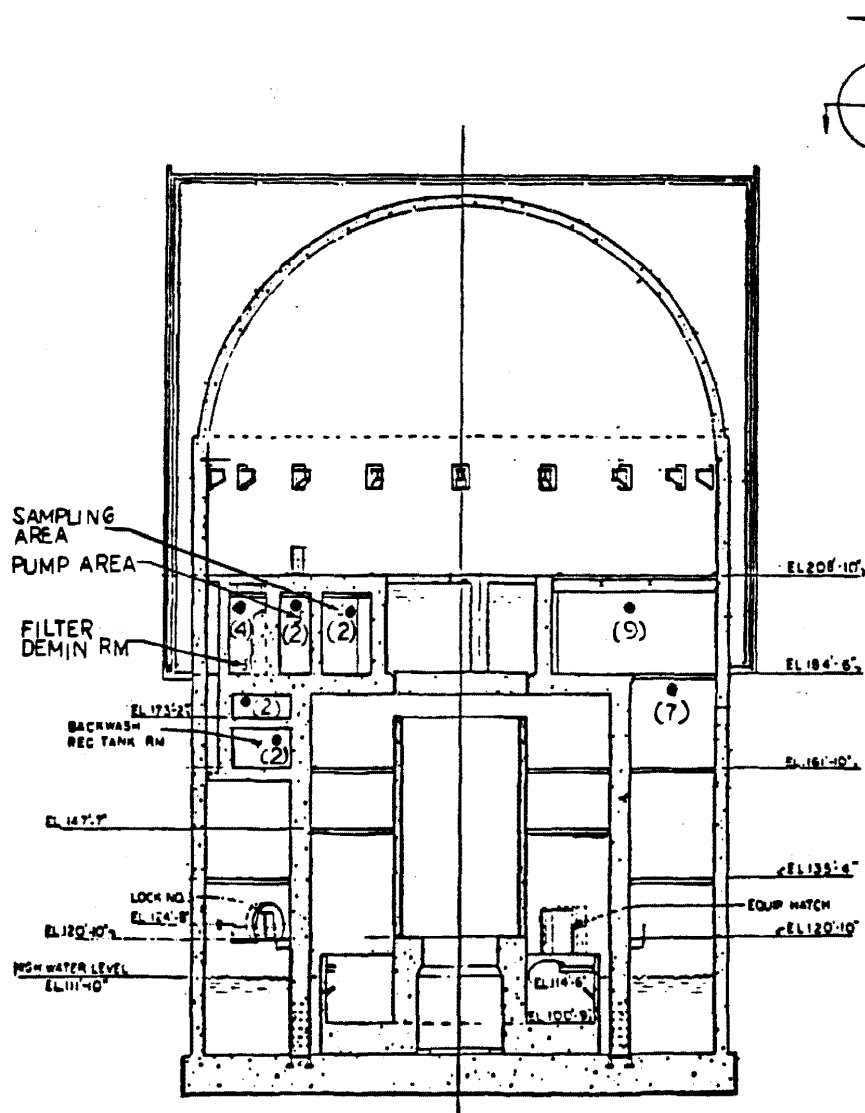 SAMPLING
AREA
PUMP AREA
FILTER
DEMIN RM
(4)
(2)
(2)
(9)
(2)
(7)
(2)
EL 208'-10"
EL 184'-6"
EL 173'-2"
BACKWASH
REC TANK RM
EL 161'-10"
EL 147'-7"
EL 135'-4"
LOCK NO.
EL 124'-8"
EQUIP HATCH
EL 120'-10"
EL 120'-10"
HIGH WATER LEVEL
EL 111'-10"
EL 114'-6"